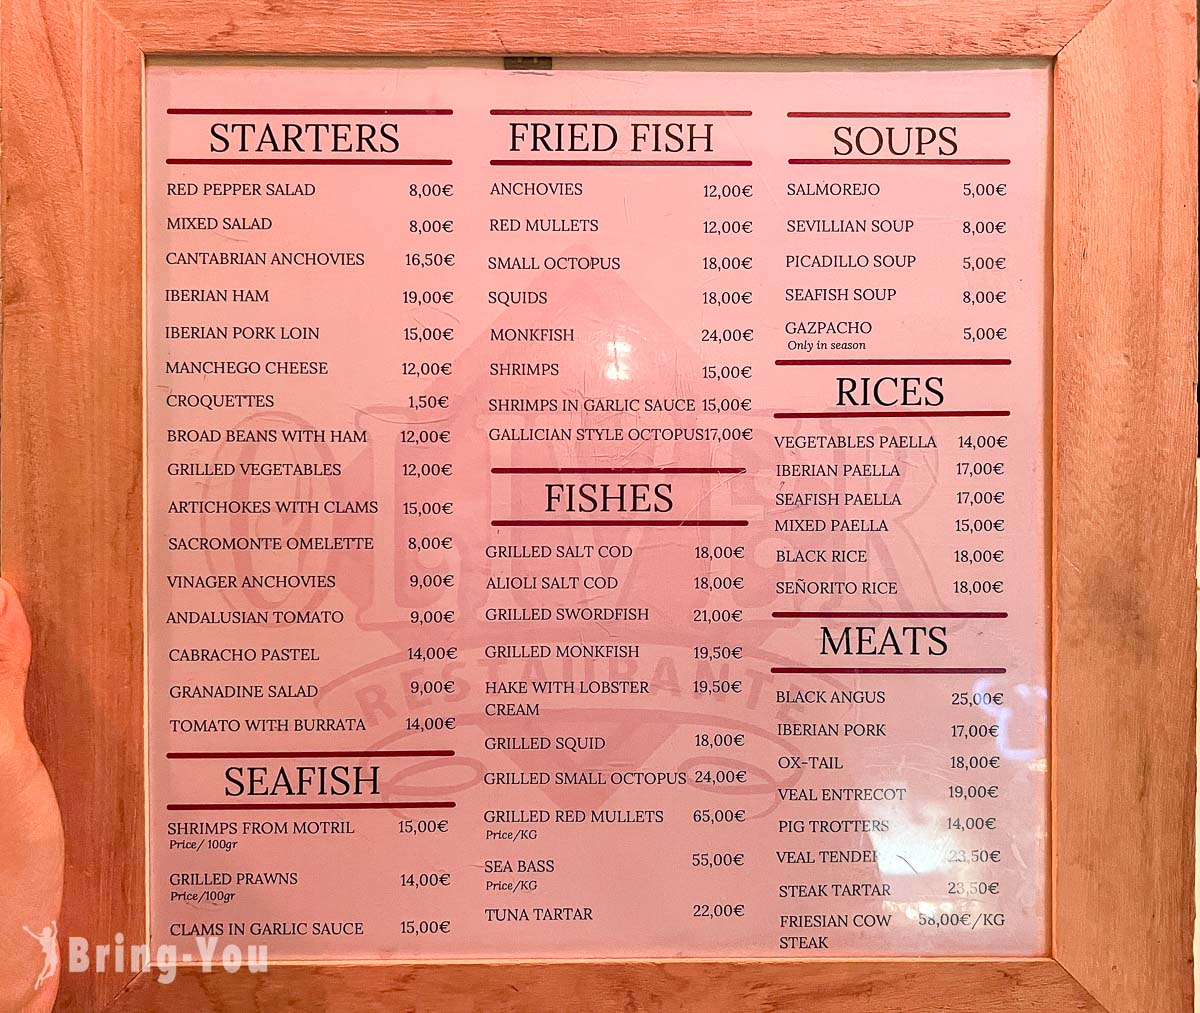 STARTERS
RED PEPPER SALAD 8,00€
MIXED SALAD 8,00€
CANTABRIAN ANCHOVIES 16,50€
IBERIAN HAM 19,00€
IBERIAN PORK LOIN 15,00€
MANCHEGO CHEESE 12,00€
CROQUETTES 1,50€
BROAD BEANS WITH HAM 12,00€
GRILLED VEGETABLES 12,00€
ARTICHOKES WITH CLAMS 15,00€
SACROMONTE OMELETTE 8,00€
VINAGER ANCHOVIES 9,00€
ANDALUSIAN TOMATO 9,00€
CABRACHO PASTEL 14,00€
GRANADINE SALAD 9,00€
TOMATO WITH BURRATA 14,00€
SEAFISH
SHRIMPS FROM MOTRIL 15,00€
Price/ 100gr
GRILLED PRAWNS 14,00€
Price/100gr
CLAMS IN GARLIC SAUCE 15,00€
FRIED FISH
ANCHOVIES 12,00€
RED MULLETS 12,00€
SMALL OCTOPUS 18,00€
SQUIDS 18,00€
MONKFISH 24,00€
SHRIMPS 15,00€
SHRIMPS IN GARLIC SAUCE 15,00€
GALLICIAN STYLE OCTOPUS 17,00€
FISHES
GRILLED SALT COD 18,00€
ALIOLI SALT COD 18,00€
GRILLED SWORDFISH 21,00€
GRILLED MONKFISH 19,50€
HAKE WITH LOBSTER 19,50€
CREAM
GRILLED SQUID 18,00€
GRILLED SMALL OCTOPUS 24,00€
GRILLED RED MULLETS 65,00€
Price/KG
SEA BASS 55,00€
Price/KG
TUNA TARTAR 22,00€
SOUPS
SALMOREJO 5,00€
SEVILLIAN SOUP 8,00€
PICADILLO SOUP 5,00€
SEAFISH SOUP 8,00€
GAZPACHO 5,00€
Only in season
RICES
VEGETABLES PAELLA 14,00€
IBERIAN PAELLA 17,00€
SEAFISH PAELLA 17,00€
MIXED PAELLA 15,00€
BLACK RICE 18,00€
SEÑORITO RICE 18,00€
MEATS
BLACK ANGUS 25,00€
IBERIAN PORK 17,00€
OX-TAIL 18,00€
VEAL ENTRECOT 19,00€
PIG TROTTERS 14,00€
VEAL 23,50€
STEAK TARTAR 23,50€
FRIESIAN COW 58,00€/KG
STEAK
OLIVER
RESTAURANTE
Bring-You